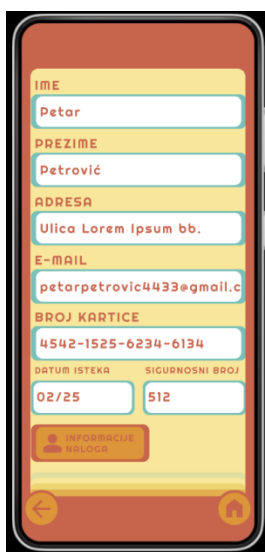 IME
Petar
PREZIME
Petrović
ADRESA
Ulica Lorem Ipsum bb.
E-MAIL
petarpetrovic4433@gmail.c
BROJ KARTICE
4542-1525-6234-6134
DATUM ISTEKA SIGURNOSNI BROJ
02/25 512
INFORMACIJE
NALOGA